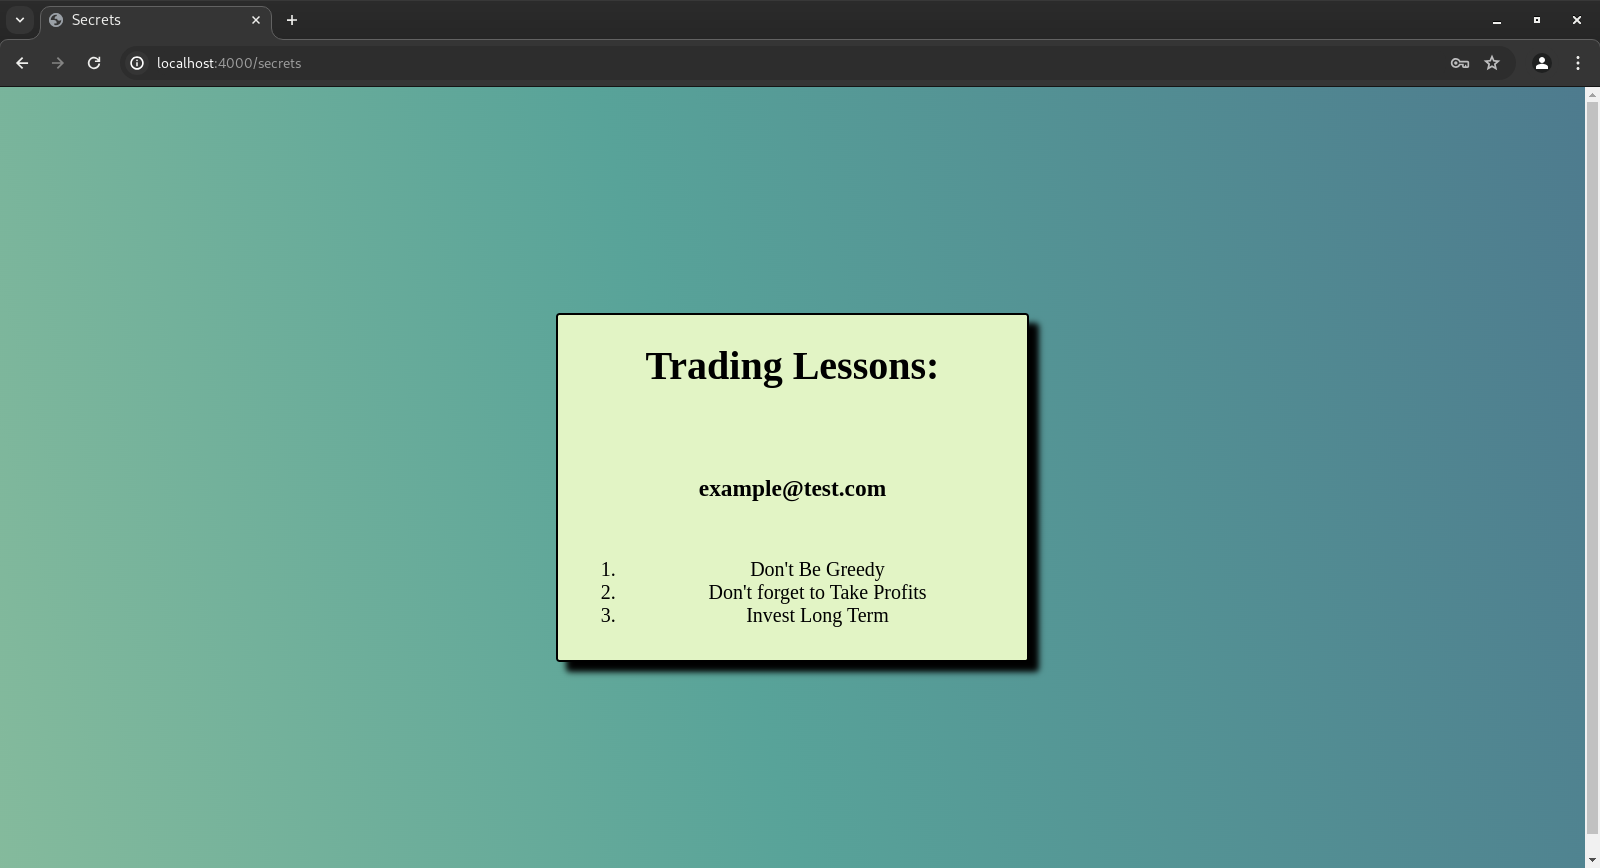 Secrets
localhost:4000/secrets
Trading Lessons:
example@test.com
1. Don't Be Greedy
2. Don't forget to Take Profits
3. Invest Long Term